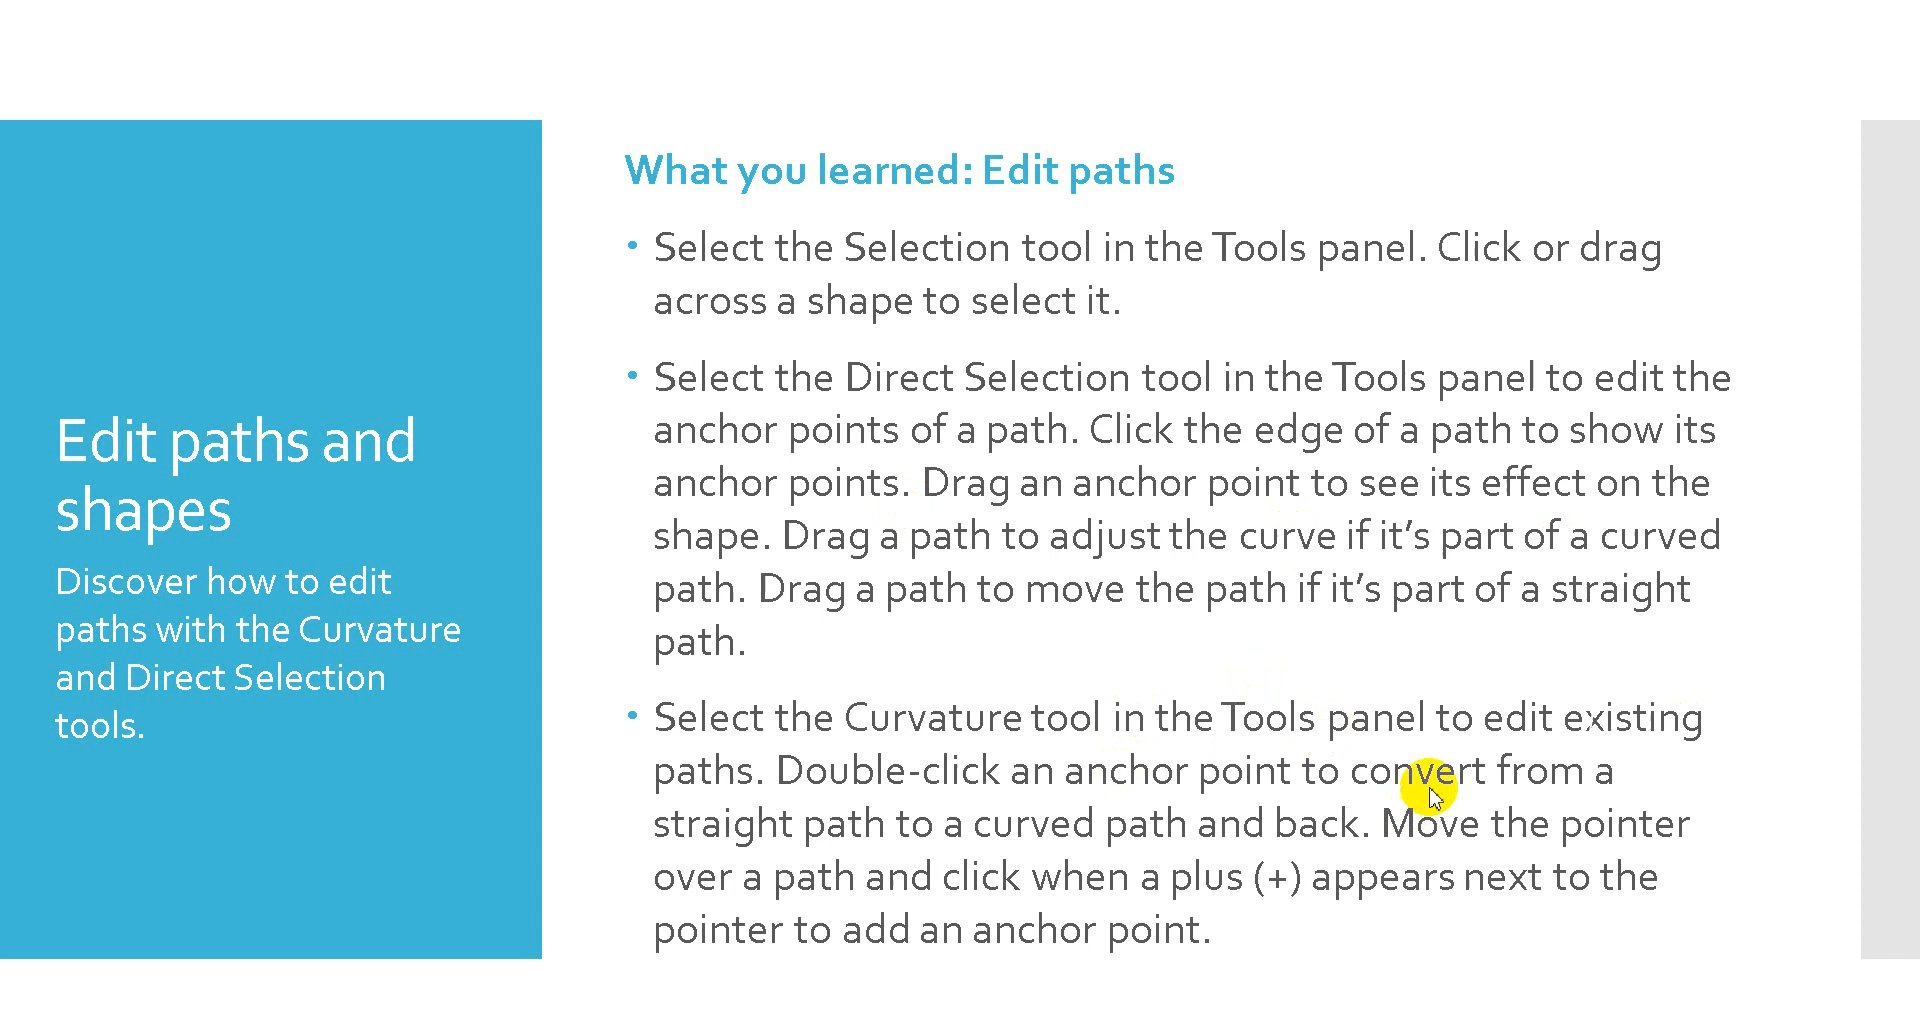 Edit paths and
shapes
Discover how to edit
paths with the Curvature
and Direct Selection
tools.
What you learned: Edit paths
• Select the Selection tool in the Tools panel. Click or drag
across a shape to select it.
• Select the Direct Selection tool in the Tools panel to edit the
anchor points of a path. Click the edge of a path to show its
anchor points. Drag an anchor point to see its effect on the
shape. Drag a path to adjust the curve if it’s part of a curved
path. Drag a path to move the path if it’s part of a straight
path.
• Select the Curvature tool in the Tools panel to edit existing
paths. Double-click an anchor point to convert from a
straight path to a curved path and back. Move the pointer
over a path and click when a plus (+) appears next to the
pointer to add an anchor point.